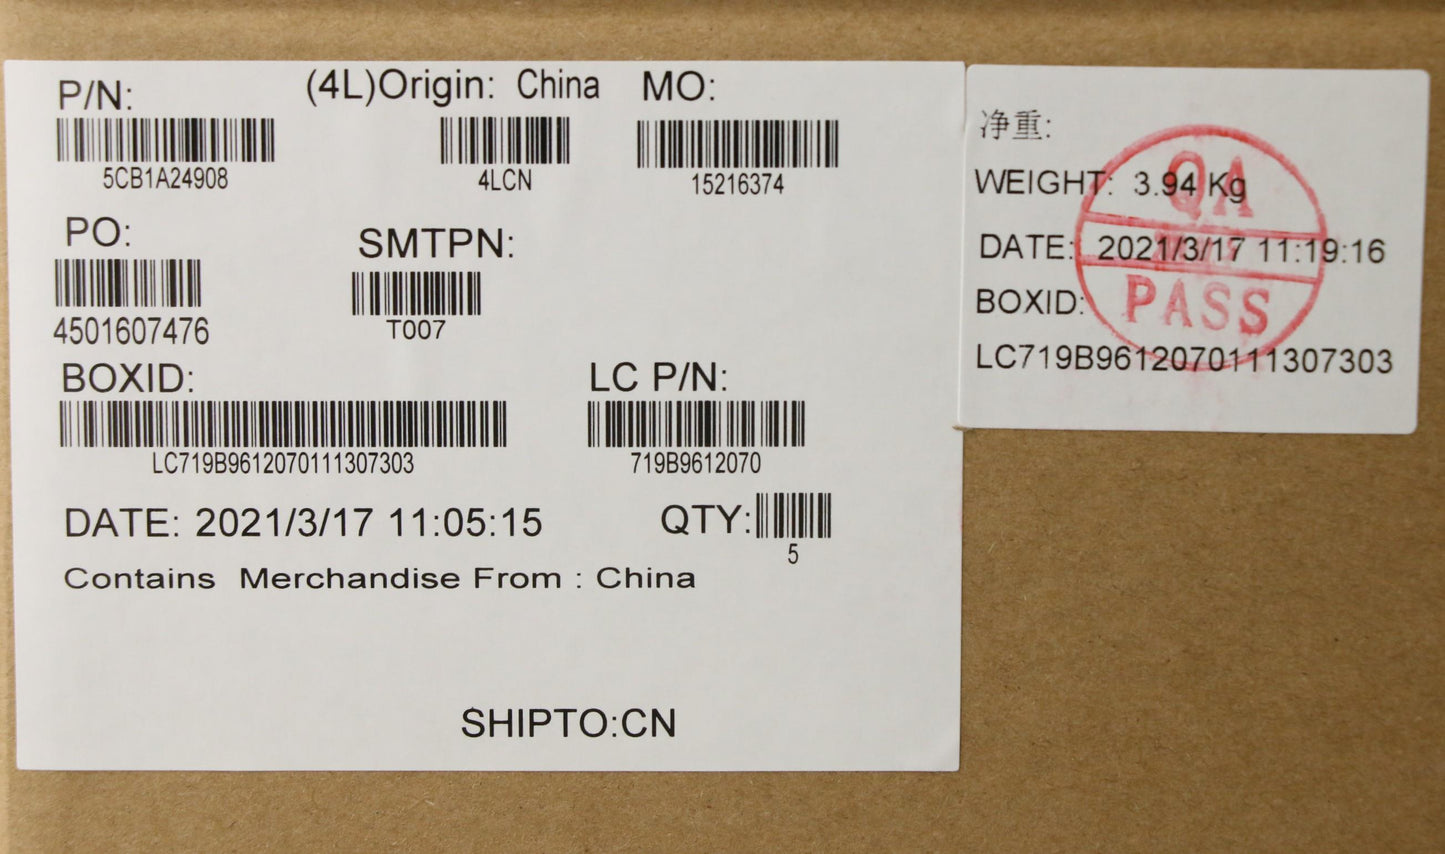 P/N: (4L)Origin: China MO:
5CB1A24908 4LCN 15216374
PO: SMTPN:
4501607476 T007
BOXID: LC P/N:
LC719B9612070111307303 719B9612070
DATE: 2021/3/17 11:05:15 QTY:
5
Contains Merchandise From : China
SHIPTO:CN
净重:
WEIGHT: 3.94 Kg
DATE: 2021/3/17 11:19:16
BOXID:
LC719B9612070111307303
QA
PASS